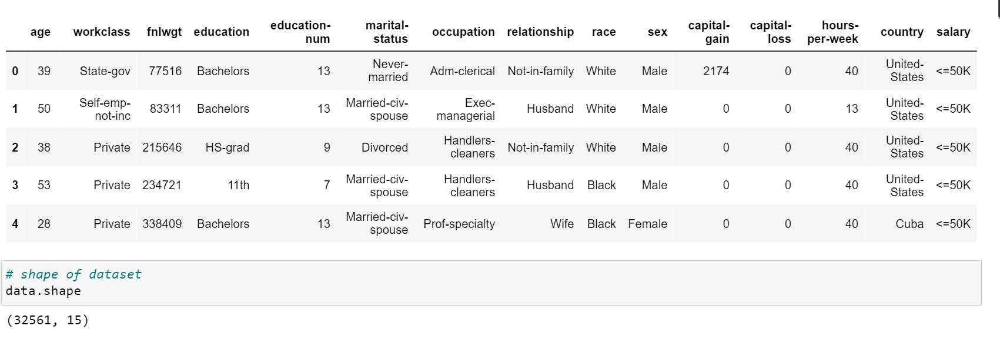 age workclass fnlwgt education education-num marital-status occupation relationship race sex capital-gain capital-loss hours-per-week country salary
0 39 State-gov 77516 Bachelors 13 Never-married Adm-clerical Not-in-family White Male 2174 0 40 United-States <=50K
1 50 Self-emp-not-inc 83311 Bachelors 13 Married-civ-spouse Exec-managerial Husband White Male 0 0 13 United-States <=50K
2 38 Private 215646 HS-grad 9 Divorced Handlers-cleaners Not-in-family White Male 0 0 40 United-States <=50K
3 53 Private 234721 11th 7 Married-civ-spouse Handlers-cleaners Husband Black Male 0 0 40 United-States <=50K
4 28 Private 338409 Bachelors 13 Married-civ-spouse Prof-specialty Wife Black Female 0 0 40 Cuba <=50K
# shape of dataset
data.shape
(32561, 15)